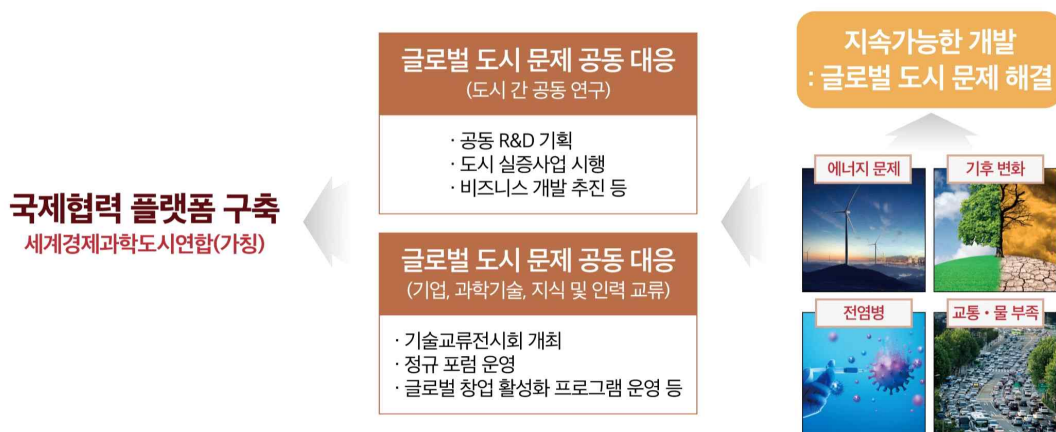 국제협력 플랫폼 구축
세계경제과학도시연합(가칭)
글로벌 도시 문제 공동 대응
(도시 간 공동 연구)
· 공동 R&D 기획
· 도시 실증사업 시행
· 비즈니스 개발 추진 등
글로벌 도시 문제 공동 대응
(기업, 과학기술, 지식 및 인력 교류)
· 기술교류전시회 개최
· 정규 포럼 운영
· 글로벌 창업 활성화 프로그램 운영 등
지속가능한 개발
: 글로벌 도시 문제 해결
에너지 문제
기후 변화
전염병
교통・물 부족